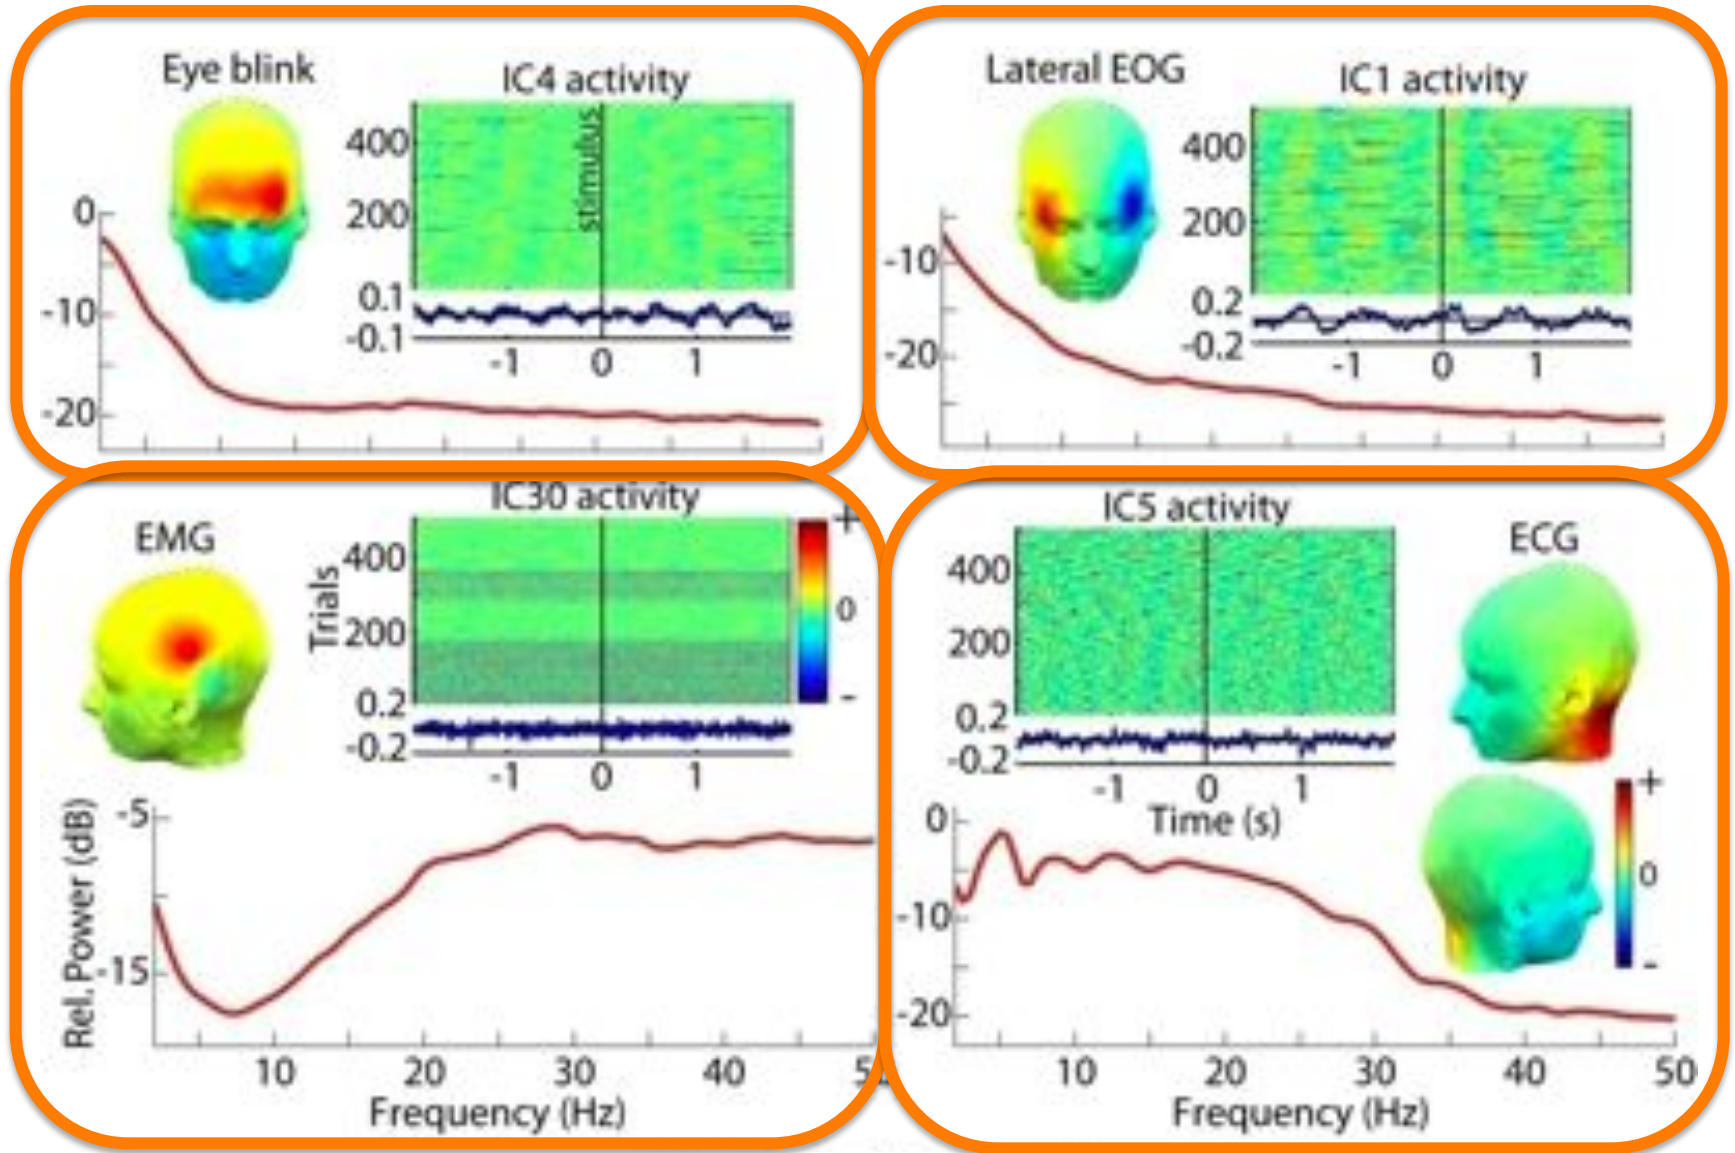 Eye blink
IC4 activity
stimulus
400
200
0.1
-0.1
-1 0 1
0
-10
-20
Lateral EOG
IC1 activity
400
200
0.2
-0.2
-1 0 1
-10
-20
EMG
IC30 activity
Trials
400
200
0.2
-0.2
-1 0 1
+
0
-
Rel. Power (dB)
-5
-15
10 20 30 40
Frequency (Hz)
IC5 activity
ECG
400
200
0.2
-0.2
-1 0 1
Time (s)
+
0
-
0
-10
-20
10 20 30 40 50
Frequency (Hz)